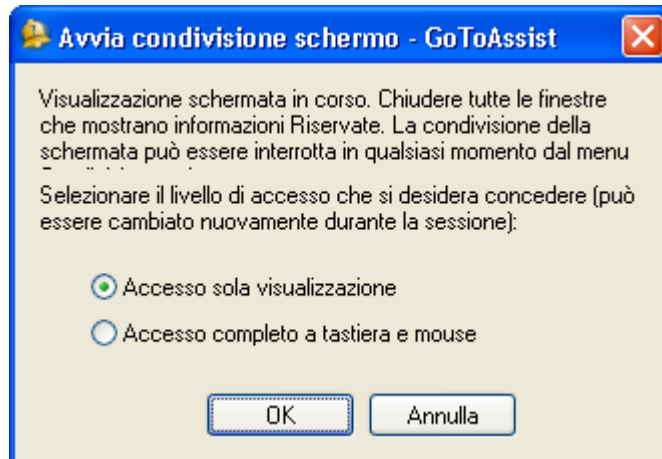 Avvia condivisione schermo - GoToAssist
Visualizzazione schermata in corso. Chiudere tutte le finestre
che mostrano informazioni Riservate. La condivisione della
schermata può essere interrotta in qualsiasi momento dal menu
Selezionare il livello di accesso che si desidera concedere (può
essere cambiato nuovamente durante la sessione):
Accesso sola visualizzazione
Accesso completo a tastiera e mouse
OK
Annulla